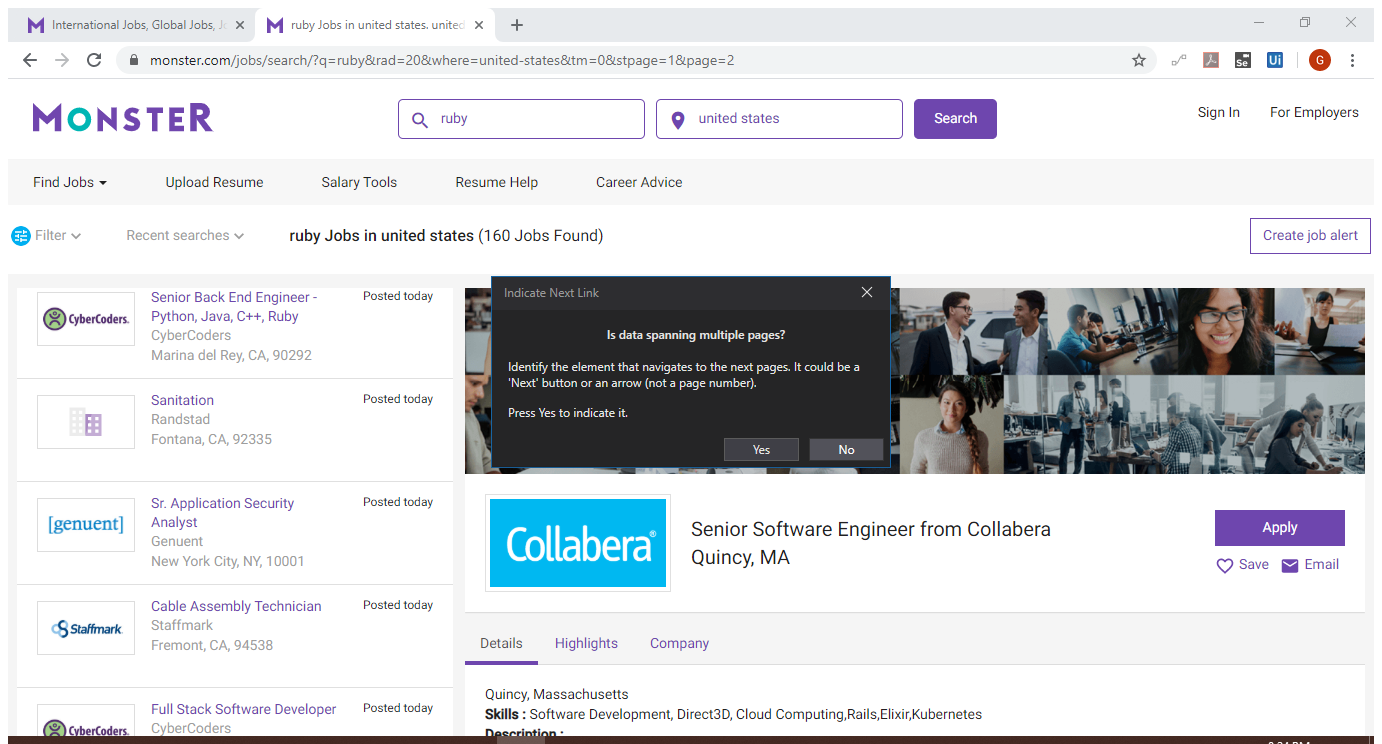 International Jobs, Global Jobs, Jo
ruby Jobs in united states. united
monster.com/jobs/search/?q=ruby&rad=20&where=united-states&tm=0&stpage=1&page=2
Se
Ui
G
MONSTER
ruby
united states
Search
Sign In
For Employers
Find Jobs
Upload Resume
Salary Tools
Resume Help
Career Advice
Filter
Recent searches
ruby Jobs in united states (160 Jobs Found)
Create job alert
CyberCoders.
Senior Back End Engineer -
Python, Java, C++, Ruby
CyberCoders
Marina del Rey, CA, 90292
Posted today
Sanitation
Randstad
Fontana, CA, 92335
Posted today
[genuent]
Sr. Application Security
Analyst
Genuent
New York City, NY, 10001
Posted today
Staffmark
Cable Assembly Technician
Staffmark
Fremont, CA, 94538
Posted today
CyberCoders.
Full Stack Software Developer
CyberCoders
Posted today
Indicate Next Link
Is data spanning multiple pages?
Identify the element that navigates to the next pages. It could be a
'Next' button or an arrow (not a page number).
Press Yes to indicate it.
Yes
No
Collabera®
Senior Software Engineer from Collabera
Quincy, MA
Apply
Save
Email
Details
Highlights
Company
Quincy, Massachusetts
Skills : Software Development, Direct3D, Cloud Computing,Rails,Elixir,Kubernetes
Description :